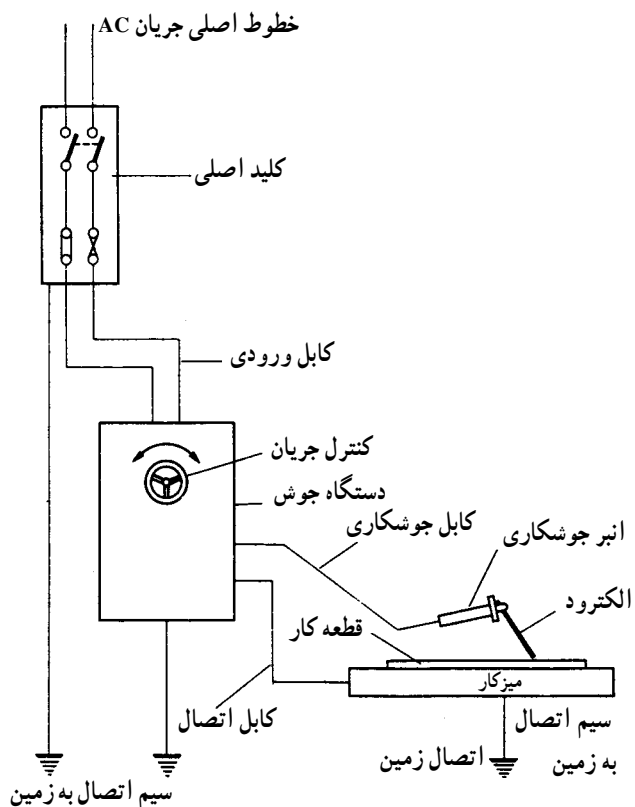 خطوط اصلی جریان AC
کلید اصلی
کابل ورودی
کنترل جریان
دستگاه جوش
کابل جوشکاری
انبر جوشکاری
الکترود
قطعه کار
میزکار
کابل اتصال
سیم اتصال
به زمین
اتصال زمین
سیم اتصال به زمین